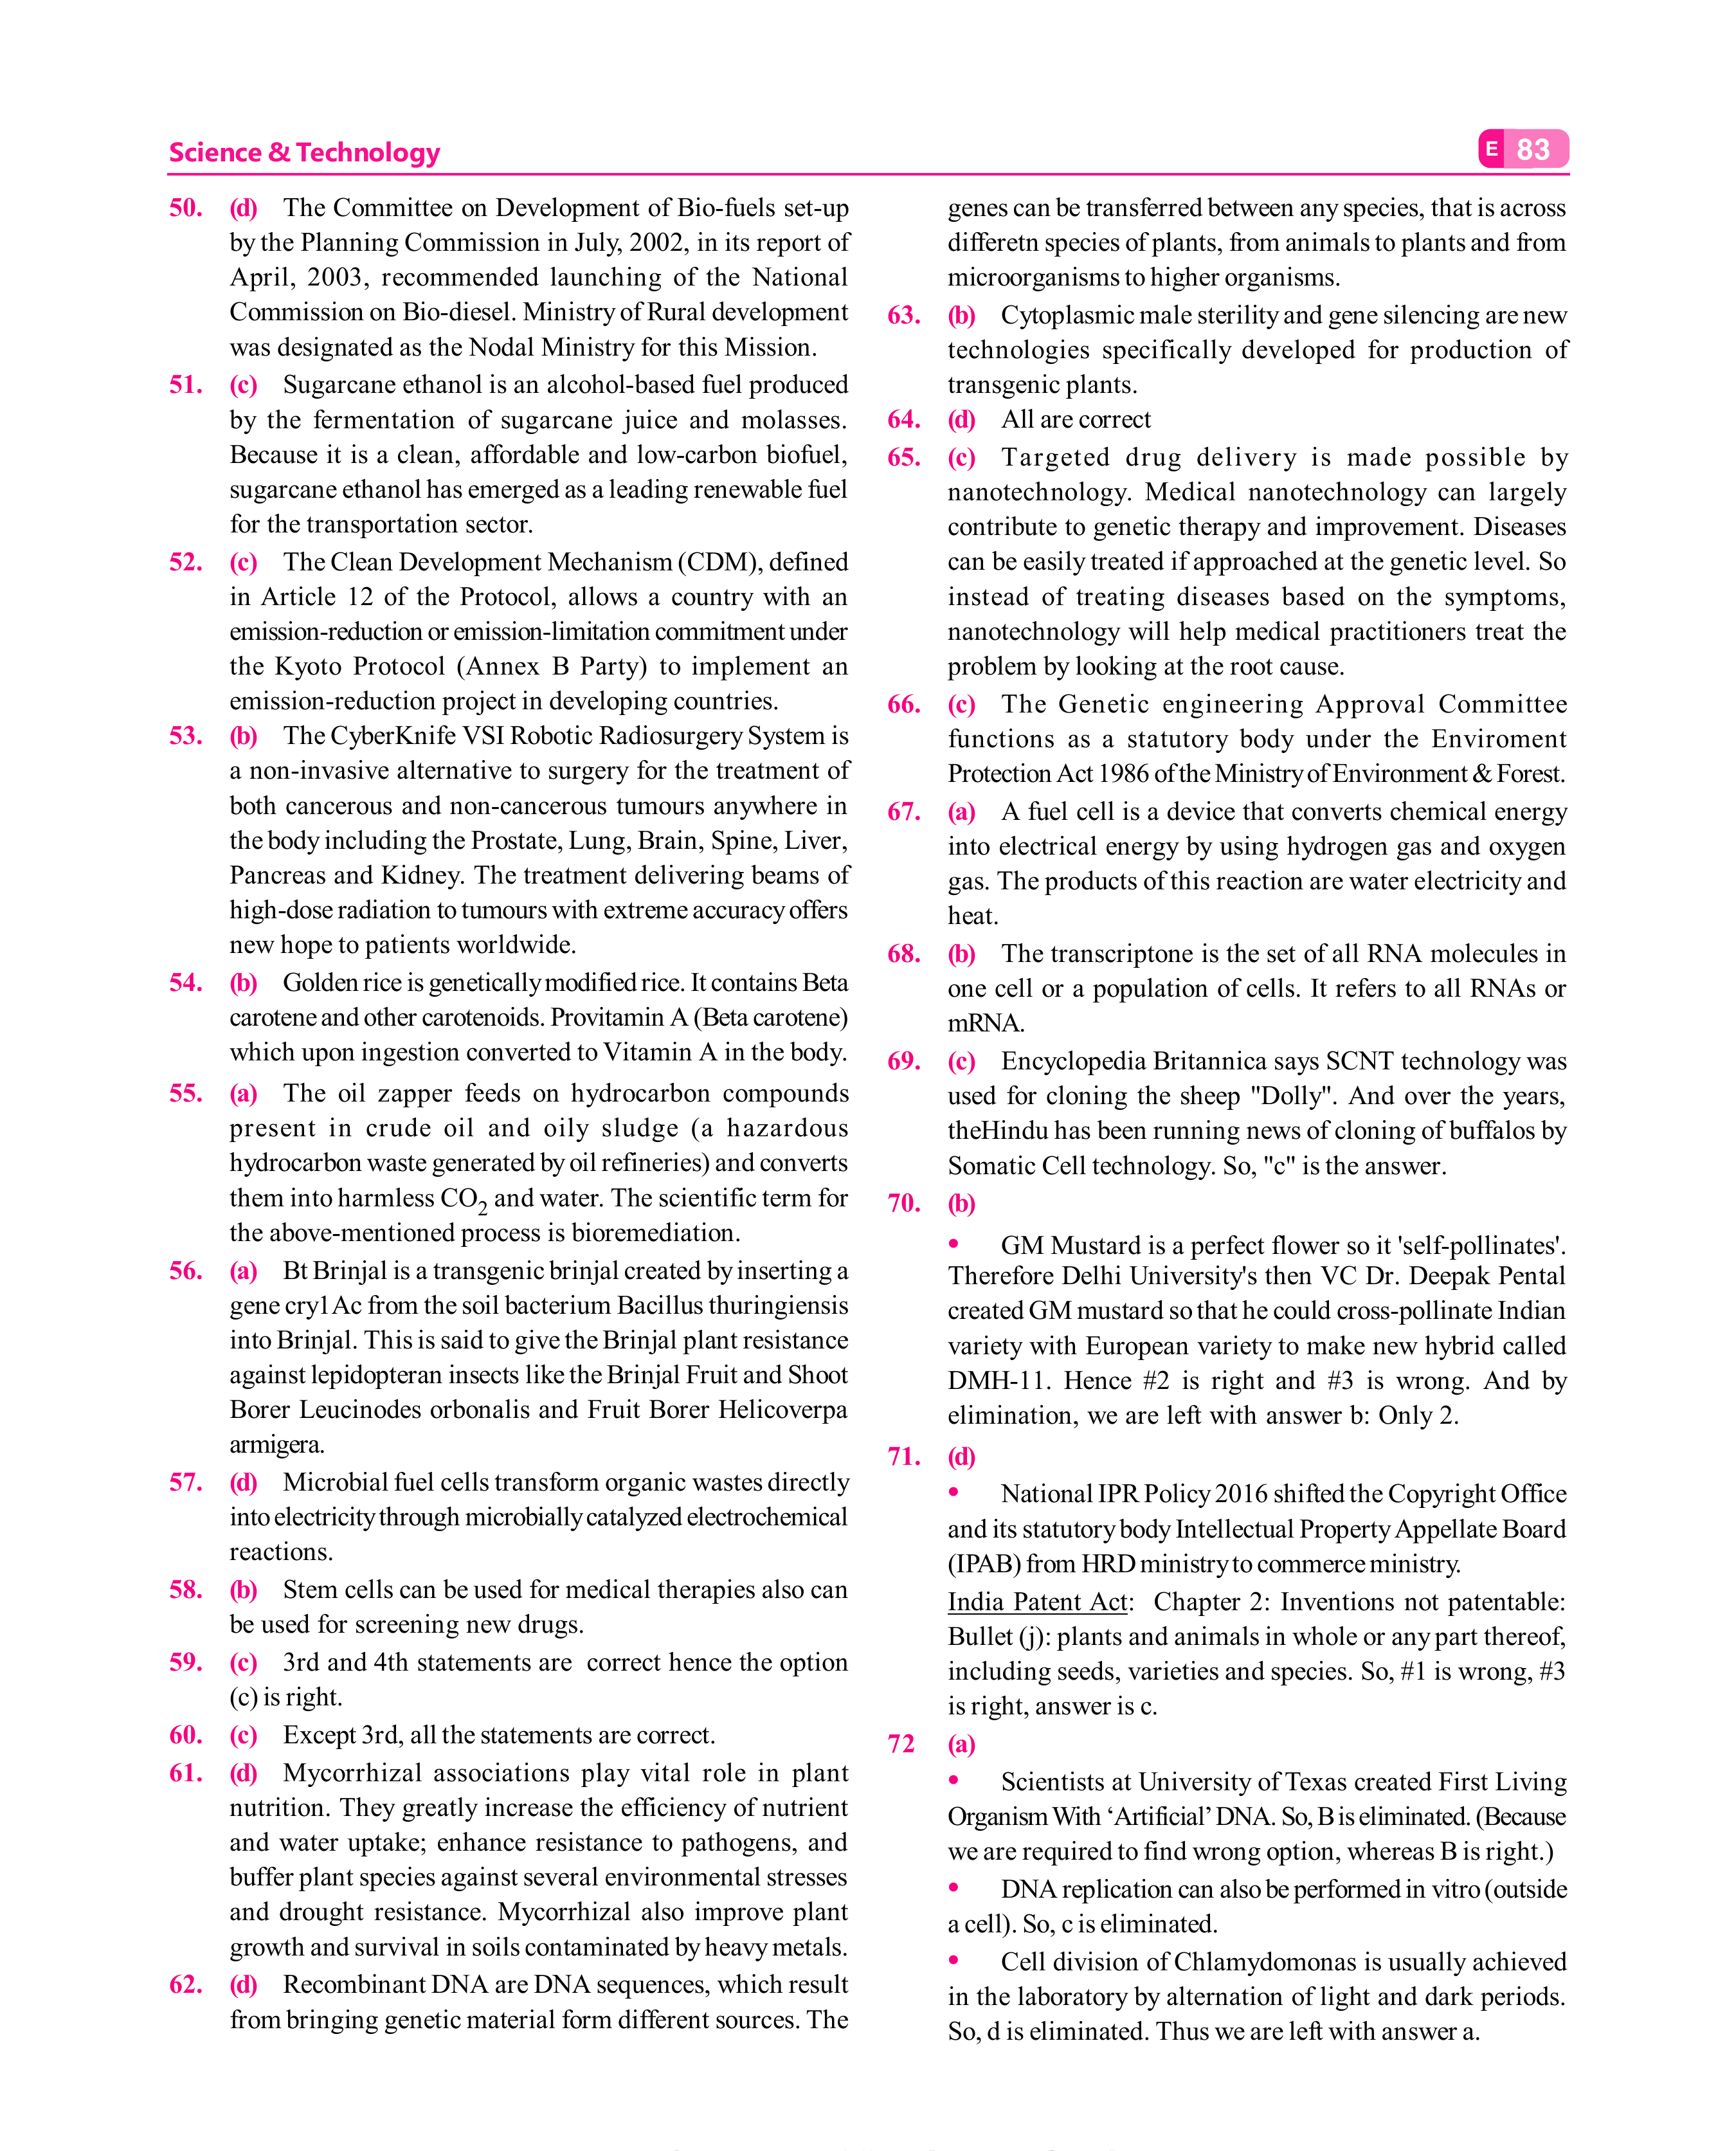 Science & Technology
E 83
50. (d) The Committee on Development of Bio-fuels set-up
by the Planning Commission in July, 2002, in its report of
April, 2003, recommended launching of the National
Commission on Bio-diesel. Ministry of Rural development
was designated as the Nodal Ministry for this Mission.
51. (c) Sugarcane ethanol is an alcohol-based fuel produced
by the fermentation of sugarcane juice and molasses.
Because it is a clean, affordable and low-carbon biofuel,
sugarcane ethanol has emerged as a leading renewable fuel
for the transportation sector.
52. (c) The Clean Development Mechanism (CDM), defined
in Article 12 of the Protocol, allows a country with an
emission-reduction or emission-limitation commitment under
the Kyoto Protocol (Annex B Party) to implement an
emission-reduction project in developing countries.
53. (b) The CyberKnife VSI Robotic Radiosurgery System is
a non-invasive alternative to surgery for the treatment of
both cancerous and non-cancerous tumours anywhere in
the body including the Prostate, Lung, Brain, Spine, Liver,
Pancreas and Kidney. The treatment delivering beams of
high-dose radiation to tumours with extreme accuracy offers
new hope to patients worldwide.
54. (b) Golden rice is genetically modified rice. It contains Beta
carotene and other carotenoids. Provitamin A (Beta carotene)
which upon ingestion converted to Vitamin A in the body.
55. (a) The oil zapper feeds on hydrocarbon compounds
present in crude oil and oily sludge (a hazardous
hydrocarbon waste generated by oil refineries) and converts
them into harmless CO2 and water. The scientific term for
the above-mentioned process is bioremediation.
56. (a) Bt Brinjal is a transgenic brinjal created by inserting a
gene cry1Ac from the soil bacterium Bacillus thuringiensis
into Brinjal. This is said to give the Brinjal plant resistance
against lepidopteran insects like the Brinjal Fruit and Shoot
Borer Leucinodes orbonalis and Fruit Borer Helicoverpa
armigera.
57. (d) Microbial fuel cells transform organic wastes directly
into electricity through microbially catalyzed electrochemical
reactions.
58. (b) Stem cells can be used for medical therapies also can
be used for screening new drugs.
59. (c) 3rd and 4th statements are correct hence the option
(c) is right.
60. (c) Except 3rd, all the statements are correct.
61. (d) Mycorrhizal associations play vital role in plant
nutrition. They greatly increase the efficiency of nutrient
and water uptake; enhance resistance to pathogens, and
buffer plant species against several environmental stresses
and drought resistance. Mycorrhizal also improve plant
growth and survival in soils contaminated by heavy metals.
62. (d) Recombinant DNA are DNA sequences, which result
from bringing genetic material form different sources. The
genes can be transferred between any species, that is across
differetn species of plants, from animals to plants and from
microorganisms to higher organisms.
63. (b) Cytoplasmic male sterility and gene silencing are new
technologies specifically developed for production of
transgenic plants.
64. (d) All are correct
65. (c) Targeted drug delivery is made possible by
nanotechnology. Medical nanotechnology can largely
contribute to genetic therapy and improvement. Diseases
can be easily treated if approached at the genetic level. So
instead of treating diseases based on the symptoms,
nanotechnology will help medical practitioners treat the
problem by looking at the root cause.
66. (c) The Genetic engineering Approval Committee
functions as a statutory body under the Enviroment
Protection Act 1986 of the Ministry of Environment & Forest.
67. (a) A fuel cell is a device that converts chemical energy
into electrical energy by using hydrogen gas and oxygen
gas. The products of this reaction are water electricity and
heat.
68. (b) The transcriptone is the set of all RNA molecules in
one cell or a population of cells. It refers to all RNAs or
mRNA.
69. (c) Encyclopedia Britannica says SCNT technology was
used for cloning the sheep "Dolly". And over the years,
theHindu has been running news of cloning of buffalos by
Somatic Cell technology. So, "c" is the answer.
70. (b)
• GM Mustard is a perfect flower so it 'self-pollinates'.
Therefore Delhi University's then VC Dr. Deepak Pental
created GM mustard so that he could cross-pollinate Indian
variety with European variety to make new hybrid called
DMH-11. Hence #2 is right and #3 is wrong. And by
elimination, we are left with answer b: Only 2.
71. (d)
• National IPR Policy 2016 shifted the Copyright Office
and its statutory body Intellectual Property Appellate Board
(IPAB) from HRD ministry to commerce ministry.
India Patent Act: Chapter 2: Inventions not patentable:
Bullet (j): plants and animals in whole or any part thereof,
including seeds, varieties and species. So, #1 is wrong, #3
is right, answer is c.
72 (a)
• Scientists at University of Texas created First Living
Organism With ‘Artificial’ DNA. So, B is eliminated. (Because
we are required to find wrong option, whereas B is right.)
• DNA replication can also be performed in vitro (outside
a cell). So, c is eliminated.
• Cell division of Chlamydomonas is usually achieved
in the laboratory by alternation of light and dark periods.
So, d is eliminated. Thus we are left with answer a.